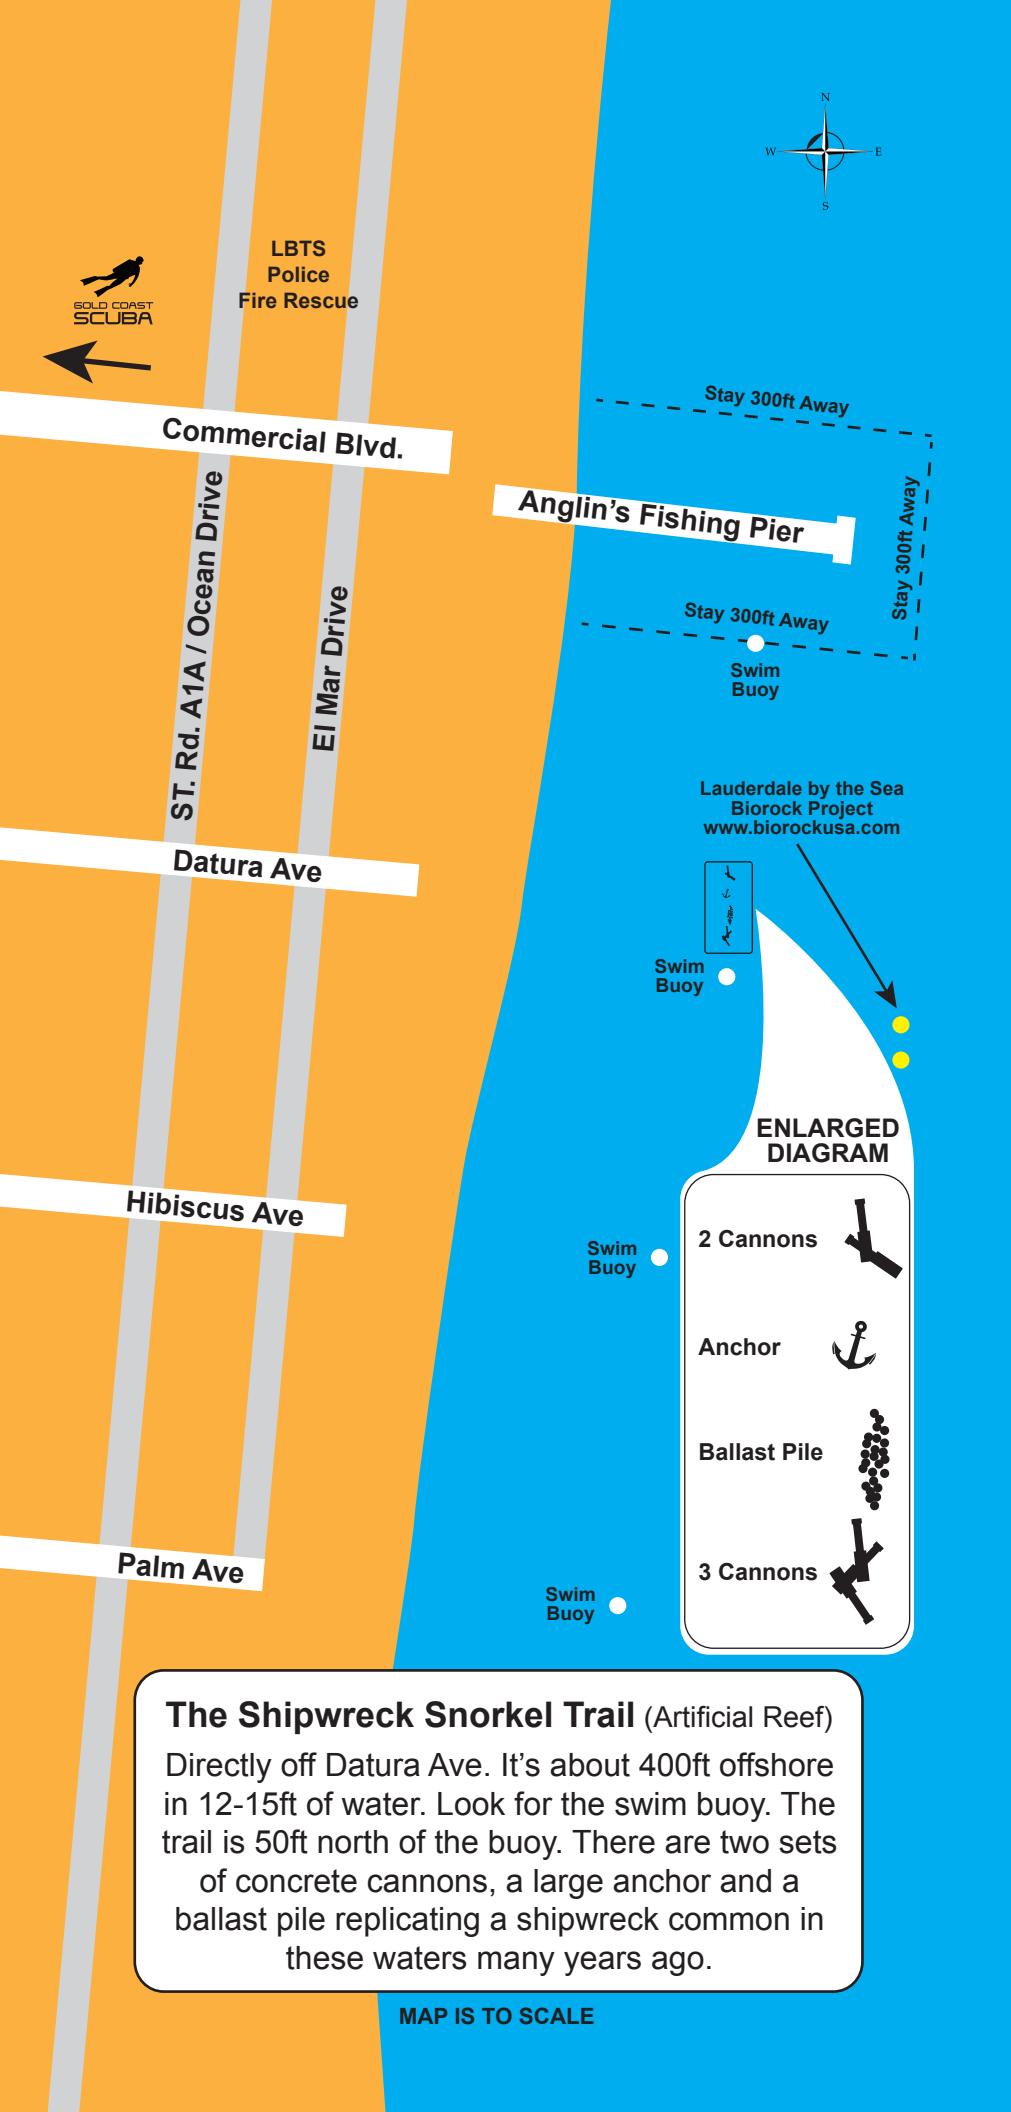 N
W E
S
LBTS
Police
Fire Rescue
GOLD COAST
SCUBA
Stay 300ft Away
Commercial Blvd.
Anglin's Fishing Pier
Stay 300ft Away
ST. Rd. A1A / Ocean Drive
El Mar Drive
Stay 300ft Away
Swim
Buoy
Lauderdale by the Sea
Biorock Project
www.biorockusa.com
Datura Ave
Swim
Buoy
ENLARGED
DIAGRAM
Hibiscus Ave
2 Cannons
Swim
Buoy
Anchor
Ballast Pile
Palm Ave
3 Cannons
Swim
Buoy
The Shipwreck Snorkel Trail (Artificial Reef)
Directly off Datura Ave. It's about 400ft offshore
in 12-15ft of water. Look for the swim buoy. The
trail is 50ft north of the buoy. There are two sets
of concrete cannons, a large anchor and a
ballast pile replicating a shipwreck common in
these waters many years ago.
MAP IS TO SCALE